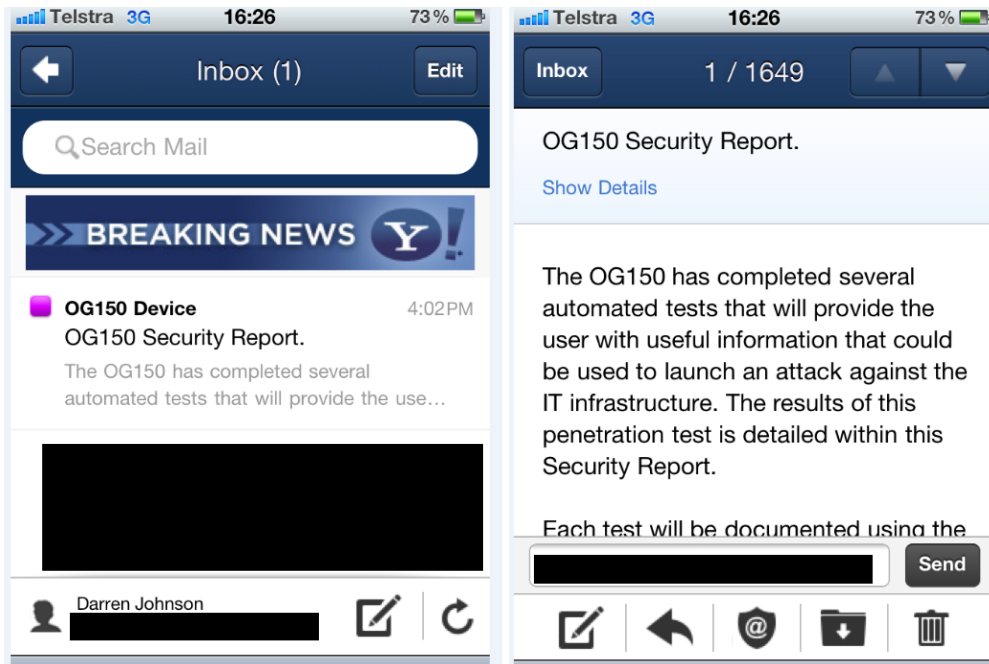 Telstra 3G 16:26 73%
Inbox (1) Edit
Search Mail
BREAKING NEWS Y!
OG150 Device 4:02PM
OG150 Security Report.
The OG150 has completed several
automated tests that will provide the use...
Darren Johnson
Telstra 3G 16:26 73%
Inbox 1 / 1649
OG150 Security Report.
Show Details
The OG150 has completed several
automated tests that will provide the
user with useful information that could
be used to launch an attack against the
IT infrastructure. The results of this
penetration test is detailed within this
Security Report.
Each test will be documented using the
Send
@